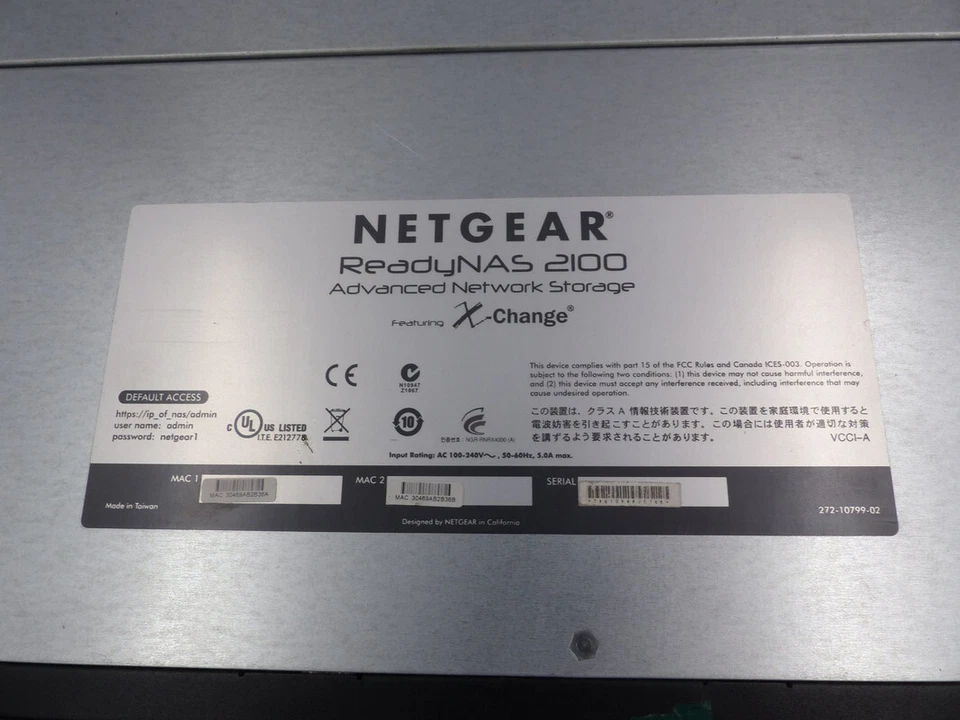 NETGEAR®
ReadyNAS 2100
Advanced Network Storage
Featuring X-Change®
CE
N10947
Z1067
This device complies with part 15 of the FCC Rules and Canada ICES-003. Operation is
subject to the following two conditions: (1) this device may not cause harmful interference,
and (2) this device must accept any interference received, including interference that may
cause undesired operation.
DEFAULT ACCESS
https://ip_of_nas/admin
user name: admin
password: netgear1
C UL US LISTED
I.T.E. E212778
10
この装置は、クラス A 情報技術装置です。この装置を家庭環境で使用すると
電波妨害を引き起こすことがあります。この場合には使用者が適切な対策
を講ずるよう要求されることがあります。 VCCI-A
Input Rating: AC 100-240V~, 50-60Hz, 5.0A max.
MAC 1
MAC 30469AB2B36A
MAC 2
MAC 30469AB2B36B
SERIAL
Made in Taiwan
Designed by NETGEAR in California
272-10799-02